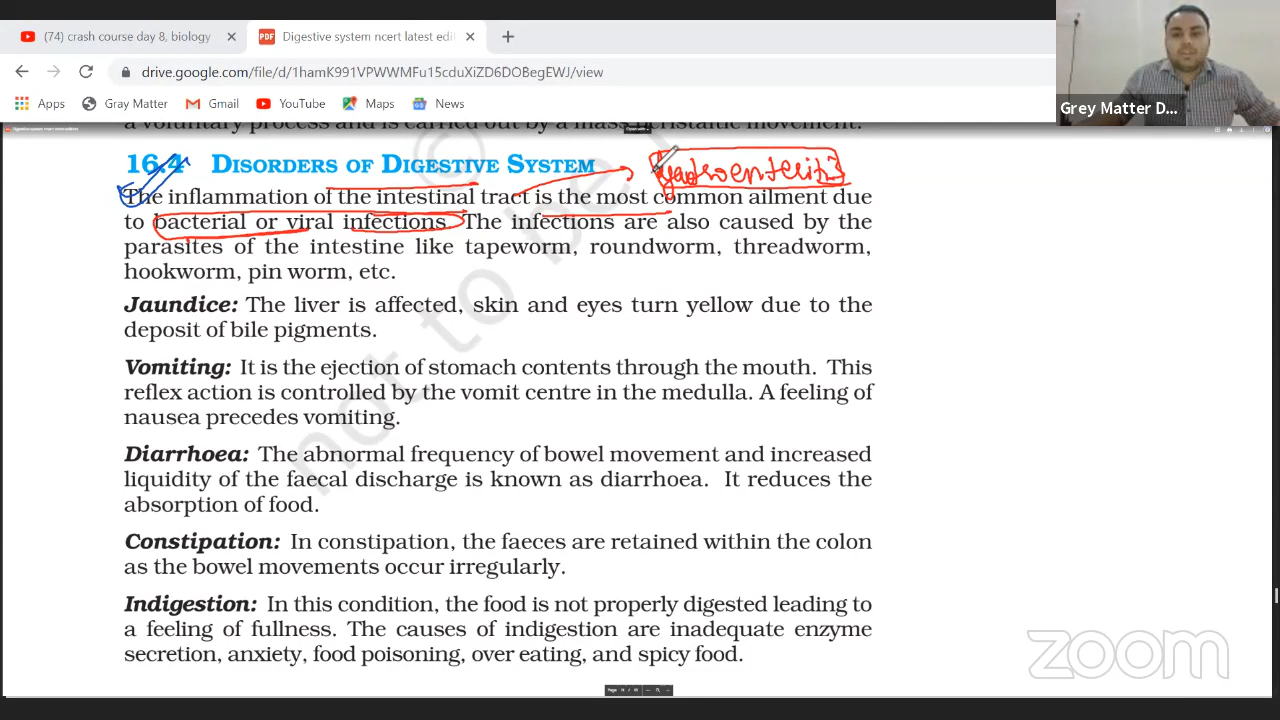 (74) crash course day 8, biology
Digestive system ncert latest edi
drive.google.com/file/d/1hamK991VPWWMFu15cduXiZD6DOBegEWJ/view
Apps Gray Matter Gmail YouTube Maps News
Grey Matter D...
a voluntary process and is carried out by a mass peristaltic movement.
16.4 DISORDERS OF DIGESTIVE SYSTEM
The inflammation of the intestinal tract is the most common ailment due
to bacterial or viral infections. The infections are also caused by the
parasites of the intestine like tapeworm, roundworm, threadworm,
hookworm, pin worm, etc.
Jaundice: The liver is affected, skin and eyes turn yellow due to the
deposit of bile pigments.
Vomiting: It is the ejection of stomach contents through the mouth. This
reflex action is controlled by the vomit centre in the medulla. A feeling of
nausea precedes vomiting.
Diarrhoea: The abnormal frequency of bowel movement and increased
liquidity of the faecal discharge is known as diarrhoea. It reduces the
absorption of food.
Constipation: In constipation, the faeces are retained within the colon
as the bowel movements occur irregularly.
Indigestion: In this condition, the food is not properly digested leading to
a feeling of fullness. The causes of indigestion are inadequate enzyme
secretion, anxiety, food poisoning, over eating, and spicy food.
not to be
zoom